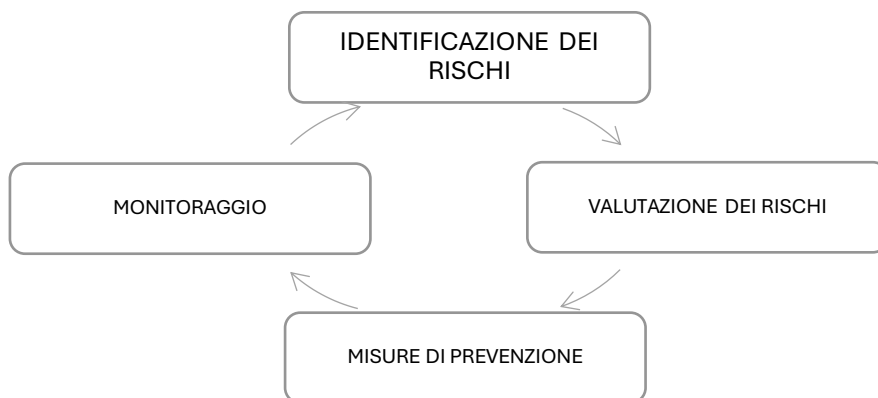 IDENTIFICAZIONE DEI
RISCHI
MONITORAGGIO
VALUTAZIONE DEI RISCHI
MISURE DI PREVENZIONE